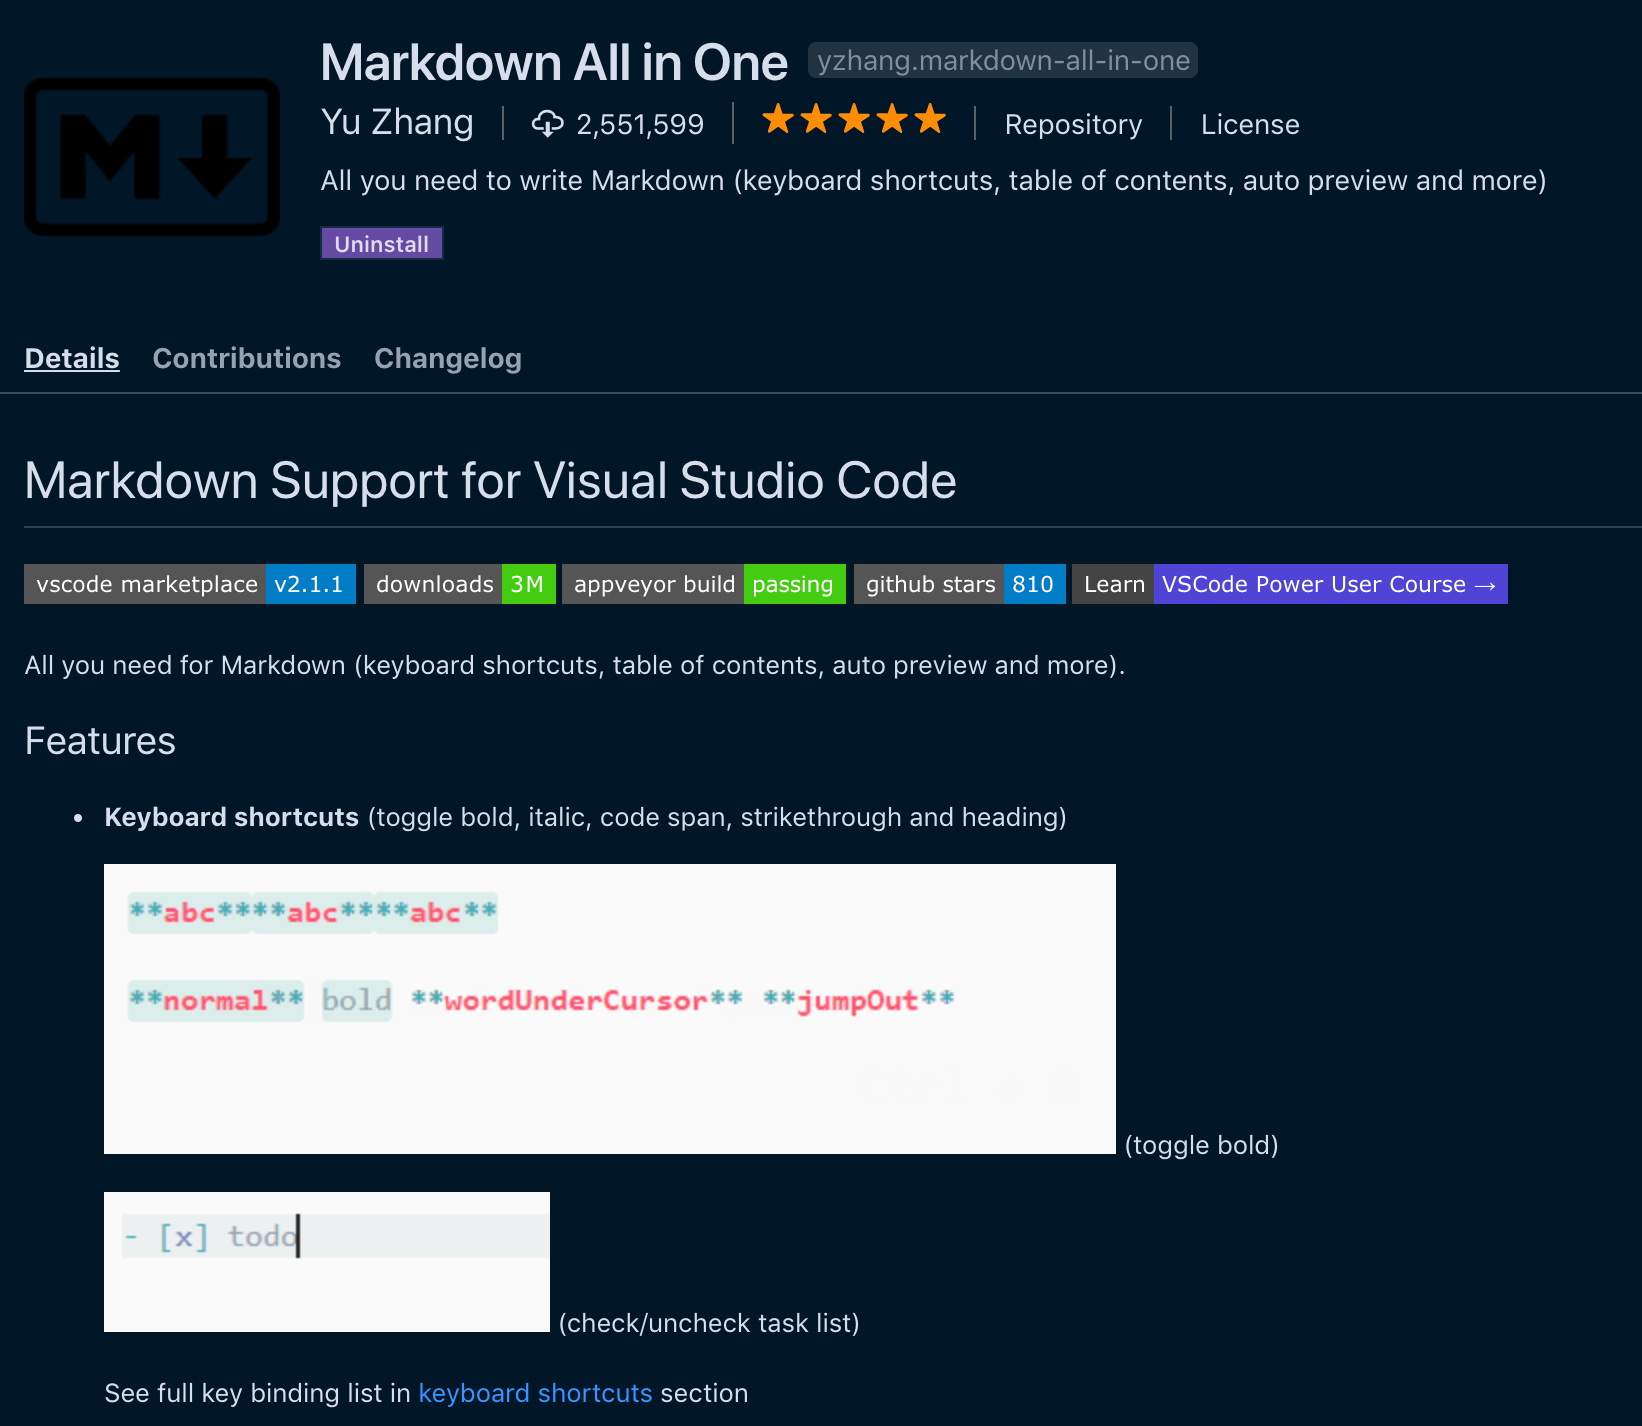 Markdown All in One yzhang.markdown-all-in-one
M
Yu Zhang 2,551,599 Repository License
All you need to write Markdown (keyboard shortcuts, table of contents, auto preview and more)
Uninstall
Details Contributions Changelog
Markdown Support for Visual Studio Code
vscode marketplace v2.1.1 downloads 3M appveyor build passing github stars 810 Learn VSCode Power User Course →
All you need for Markdown (keyboard shortcuts, table of contents, auto preview and more).
Features
• Keyboard shortcuts (toggle bold, italic, code span, strikethrough and heading)
**abc****abc****abc**
**normal** bold **wordUnderCursor** **jumpOut**
(toggle bold)
- [x] todo
(check/uncheck task list)
See full key binding list in keyboard shortcuts section